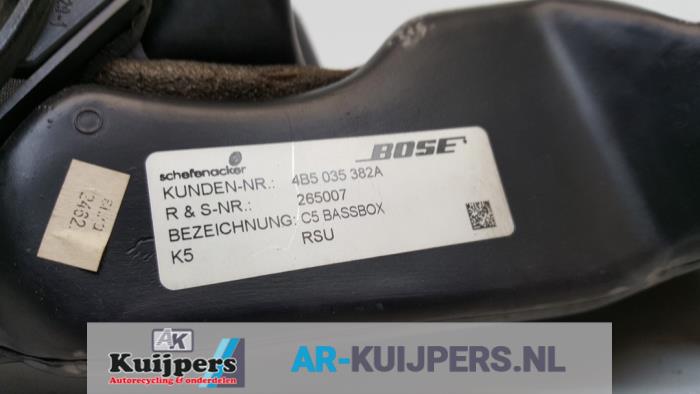 schefenacker
BOSE
KUNDEN-NR.: 4B5 035 382A
R & S-NR.: 265007
BEZEICHNUNG: C5 BASSBOX
K5 RSU
2462
AK
Kuijpers
Autorecycling & onderdelen
AR-KUIJPERS.NL